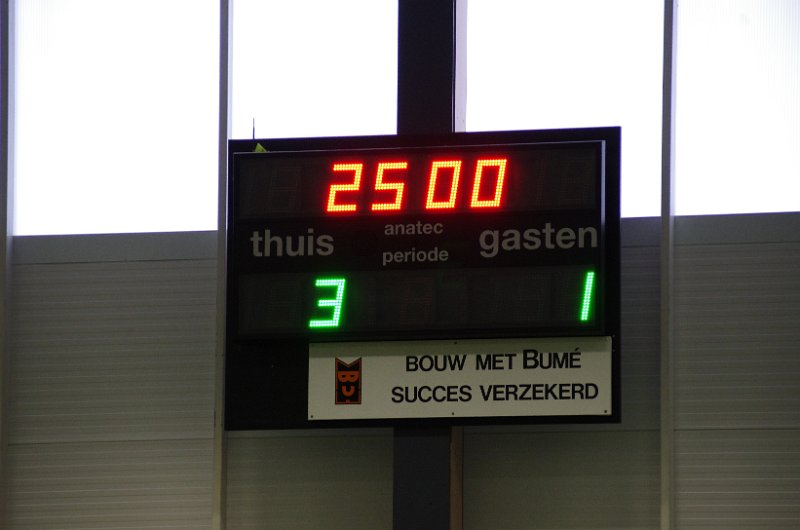 25 00
thuis anatec gasten
periode
3 1
BOUW MET BUMÉ
SUCCES VERZEKERD